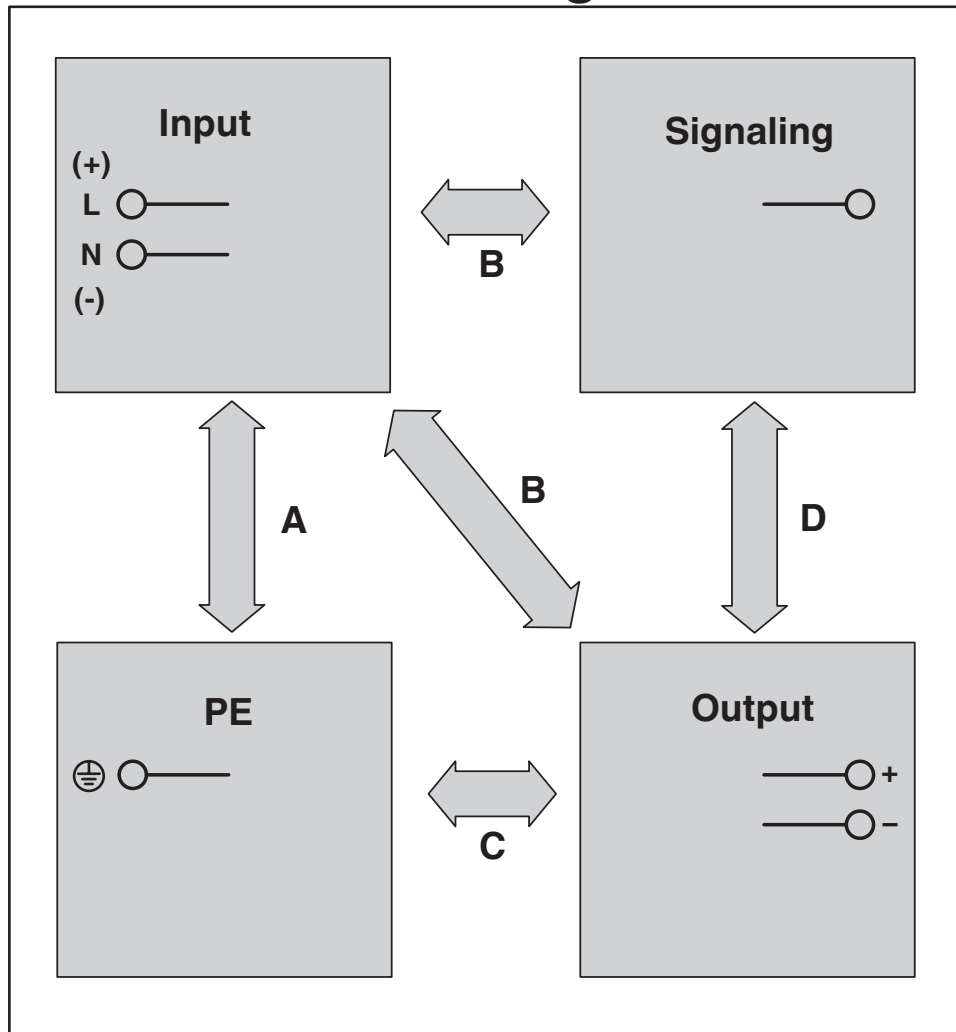 Input
(+)
L
N
(-)
Signaling
B
A
B
D
PE
Output
+
–
C